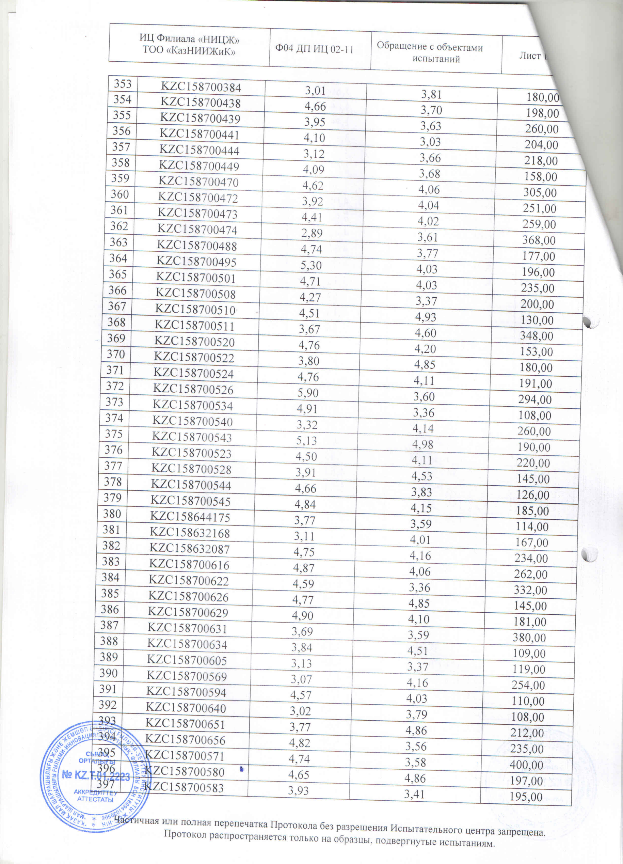 ИЦ Филиала «НИЦЖ» Ф04 ДП ИЦ 02-11 Обращение с объектами Лист
ТОО «КазНИИЖиК» испытаний
353 KZC158700384 3,01 3,81 180,00
354 KZC158700438 4,66 3,70 198,00
355 KZC158700439 3,95 3,63 260,00
356 KZC158700441 4,10 3,03 204,00
357 KZC158700444 3,12 3,66 218,00
358 KZC158700449 4,09 3,68 158,00
359 KZC158700470 4,62 4,06 305,00
360 KZC158700472 3,92 4,04 251,00
361 KZC158700473 4,41 4,02 259,00
362 KZC158700474 2,89 3,61 368,00
363 KZC158700488 4,74 3,77 177,00
364 KZC158700495 5,30 4,03 196,00
365 KZC158700501 4,71 4,03 235,00
366 KZC158700508 4,27 3,37 200,00
367 KZC158700510 4,51 4,93 130,00
368 KZC158700511 3,67 4,60 348,00
369 KZC158700520 4,76 4,20 153,00
370 KZC158700522 3,80 4,85 180,00
371 KZC158700524 4,76 4,11 191,00
372 KZC158700526 5,90 3,60 294,00
373 KZC158700534 4,91 3,36 108,00
374 KZC158700540 3,32 4,14 260,00
375 KZC158700543 5,13 4,98 190,00
376 KZC158700523 4,50 4,11 220,00
377 KZC158700528 3,91 4,53 145,00
378 KZC158700544 4,66 3,83 126,00
379 KZC158700545 4,84 4,15 185,00
380 KZC158644175 3,77 3,59 114,00
381 KZC158632168 3,11 4,01 167,00
382 KZC158632087 4,75 4,16 234,00
383 KZC158700616 4,87 4,06 262,00
384 KZC158700622 4,59 3,36 332,00
385 KZC158700626 4,77 4,85 145,00
386 KZC158700629 4,90 4,10 181,00
387 KZC158700631 3,69 3,59 380,00
388 KZC158700634 3,84 4,51 109,00
389 KZC158700605 3,13 3,37 119,00
390 KZC158700569 3,07 4,16 254,00
391 KZC158700594 4,57 4,03 110,00
392 KZC158700640 3,02 3,79 108,00
393 KZC158700651 3,77 4,86 212,00
394 KZC158700656 4,82 3,56 235,00
395 KZC158700571 4,74 3,58 400,00
396 KZC158700580 4,65 4,86 197,00
397 KZC158700583 3,93 3,41 195,00
СЫНАУ
ОРТАЛЫҒЫ
№ KZ.T.01.2223
АККРЕДИТТЕУ
АТТЕСТАТЫ
Частичная или полная перепечатка Протокола без разрешения Испытательного центра запрещена.
Протокол распространяется только на образцы, подвергнутые испытаниям.